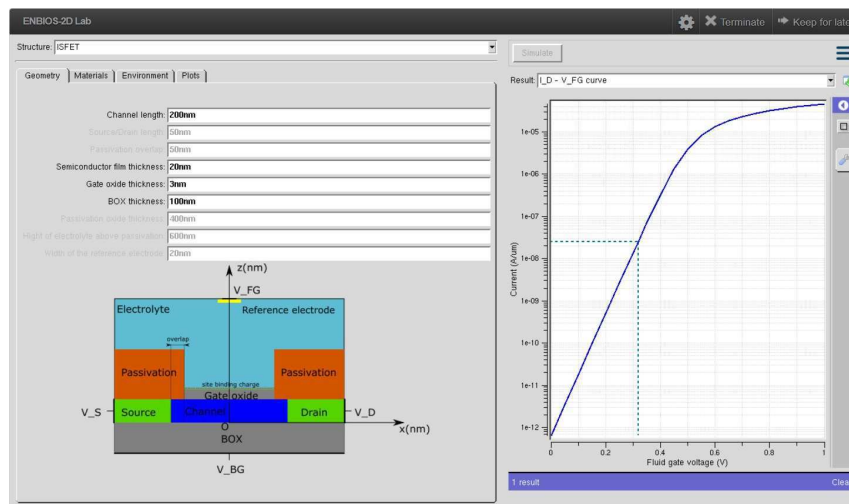 ENBIOS-2D Lab
Terminate
Keep for late
Structure: ISFET
Simulate
Geometry Materials Environment Plots
Result: I_D - V_FG curve
Channel length: 200nm
Source/Drain length: 50nm
Passivation overlap: 50nm
Semiconductor film thickness: 20nm
Gate oxide thickness: 3nm
BOX thickness: 100nm
Passivation oxide thickness: 400nm
Hight of electrolyte above passivation: 600nm
Width of the reference electrode: 20nm
z(nm)
V_FG
Electrolyte
Reference electrode
overlap
Passivation
Passivation
site binding charge
Gate oxide
V_S
Source
Channel
Drain
V_D
O
x(nm)
BOX
V_BG
Current (A/um)
1e-05
1e-06
1e-07
1e-08
1e-09
1e-10
1e-11
1e-12
0 0.2 0.4 0.6 0.8 1
Fluid gate voltage (V)
1 result
Clea